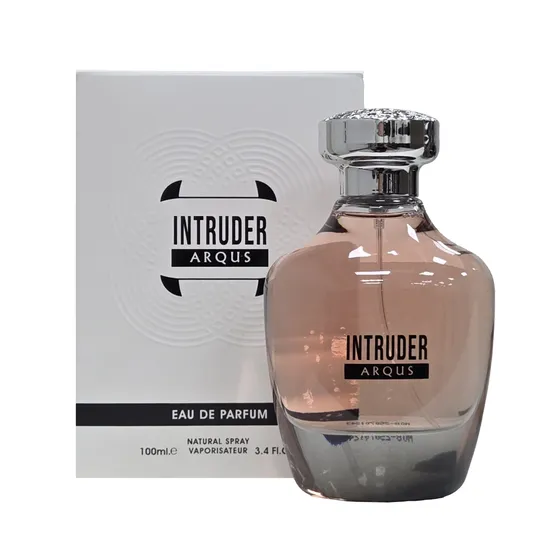 INTRUDER
ARQUS
EAU DE PARFUM
NATURAL SPRAY
100ml.e VAPORISATEUR 3.4 FL.
INTRUDER
ARQUS